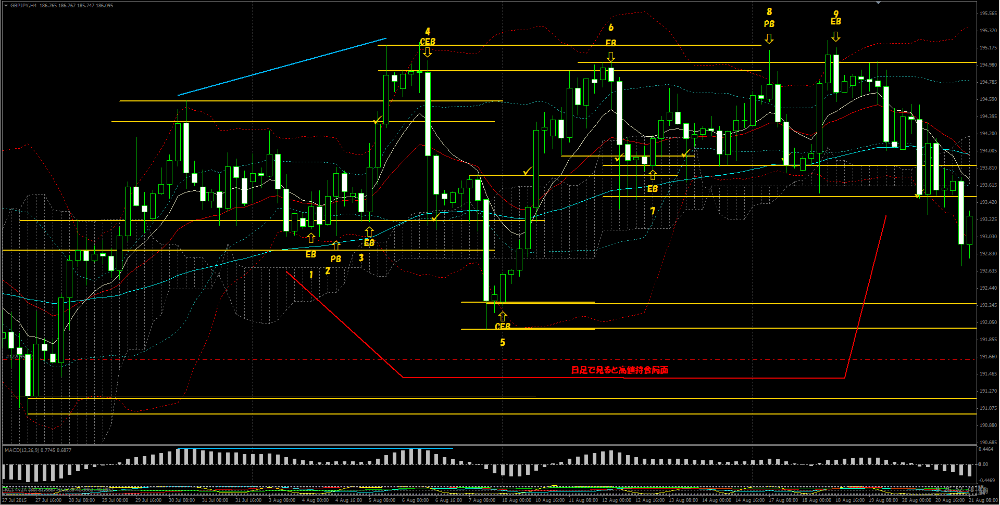 GBPJPY,H4 186.765 186.767 185.747 186.095
8
PB
9
EB
4
CEB
6
EB
195.565
195.370
195.175
194.980
194.785
194.590
194.395
194.200
194.005
193.810
193.615
193.420
193.225
193.030
192.830
192.635
192.440
192.245
192.050
191.855
191.660
191.465
191.270
191.075
190.880
190.685
EB
7
EB
3
EB
1
PB
2
CEB
5
日足で見ると高値持合局面
MACD(12,26,9) 0.7745 0.6877
0.4464
0.00
-0.4469
27 Jul 2015
27 Jul 16:00
28 Jul 08:00
29 Jul 00:00
29 Jul 16:00
30 Jul 08:00
31 Jul 00:00
31 Jul 16:00
3 Aug 08:00
4 Aug 00:00
4 Aug 16:00
5 Aug 08:00
6 Aug 00:00
6 Aug 16:00
7 Aug 08:00
10 Aug 00:00
10 Aug 16:00
11 Aug 08:00
12 Aug 00:00
12 Aug 16:00
13 Aug 08:00
14 Aug 00:00
14 Aug 16:00
17 Aug 08:00
18 Aug 00:00
18 Aug 16:00
19 Aug 08:00
20 Aug 00:00
20 Aug 16:00
21 Aug 08:00